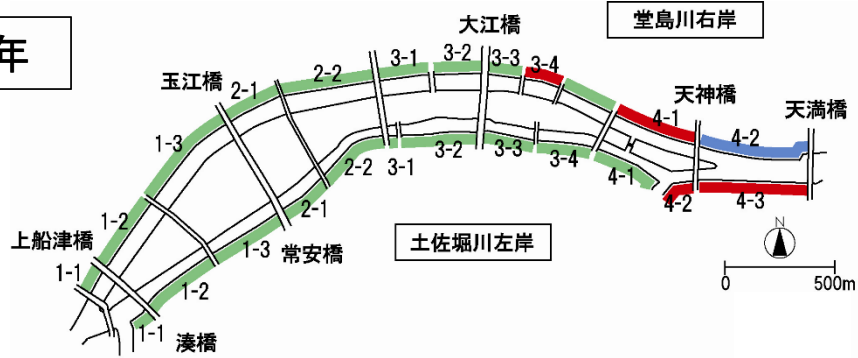 年
堂島川右岸
大江橋
玉江橋
天神橋
天満橋
上船津橋
常安橋
湊橋
土佐堀川左岸
1-1
1-2
1-3
2-1
2-2
3-1
3-2
3-3
3-4
4-1
4-2
1-1
1-2
1-3
2-1
2-2
3-1
3-2
3-3
3-4
4-1
4-2
4-3
N
0
500m